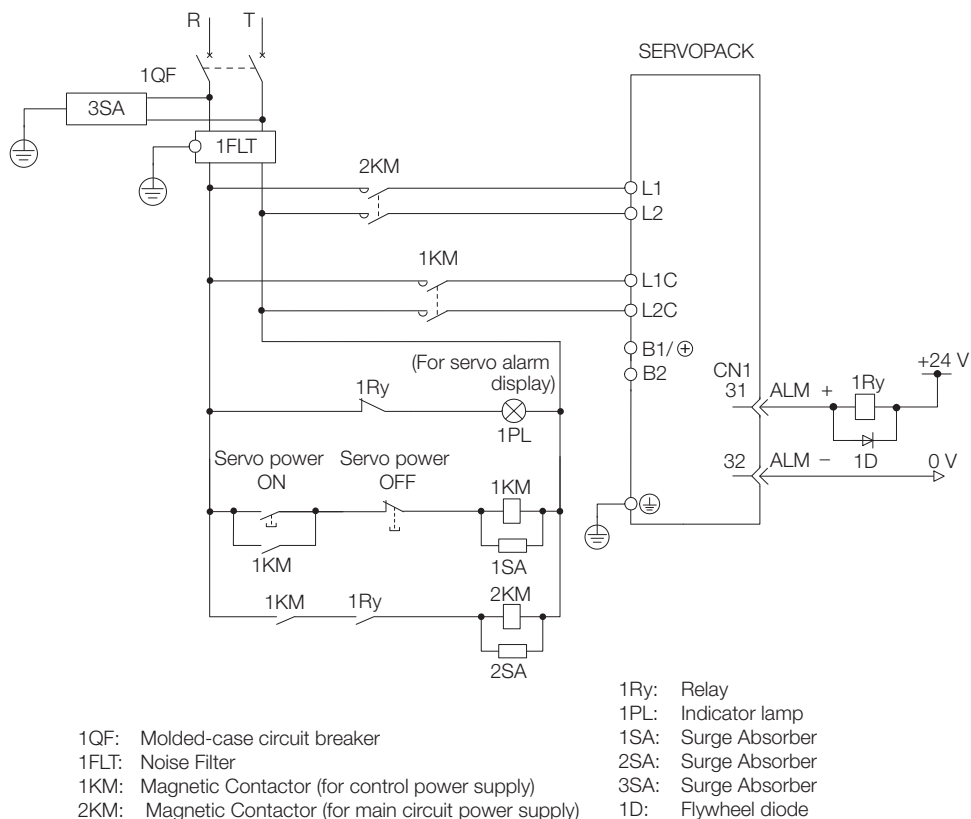 R T
SERVOPACK
1QF
3SA
1FLT
2KM
L1
L2
1KM
L1C
L2C
B1/⊕
B2
(For servo alarm
display)
1Ry
1PL
CN1
+24 V
31 ALM + 1Ry
1D
32 ALM − 0 V
Servo power
ON
Servo power
OFF
1KM
1KM
1SA
1KM 1Ry 2KM
2SA
1QF: Molded-case circuit breaker
1FLT: Noise Filter
1KM: Magnetic Contactor (for control power supply)
2KM: Magnetic Contactor (for main circuit power supply)
1Ry: Relay
1PL: Indicator lamp
1SA: Surge Absorber
2SA: Surge Absorber
3SA: Surge Absorber
1D: Flywheel diode